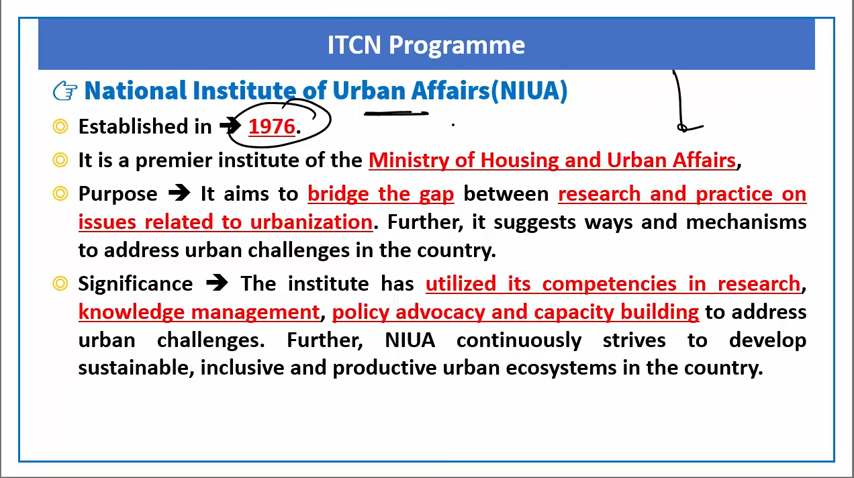 ITCN Programme
National Institute of Urban Affairs(NIUA)
Established in ➔ 1976.
It is a premier institute of the Ministry of Housing and Urban Affairs,
Purpose ➔ It aims to bridge the gap between research and practice on
issues related to urbanization. Further, it suggests ways and mechanisms
to address urban challenges in the country.
Significance ➔ The institute has utilized its competencies in research,
knowledge management, policy advocacy and capacity building to address
urban challenges. Further, NIUA continuously strives to develop
sustainable, inclusive and productive urban ecosystems in the country.